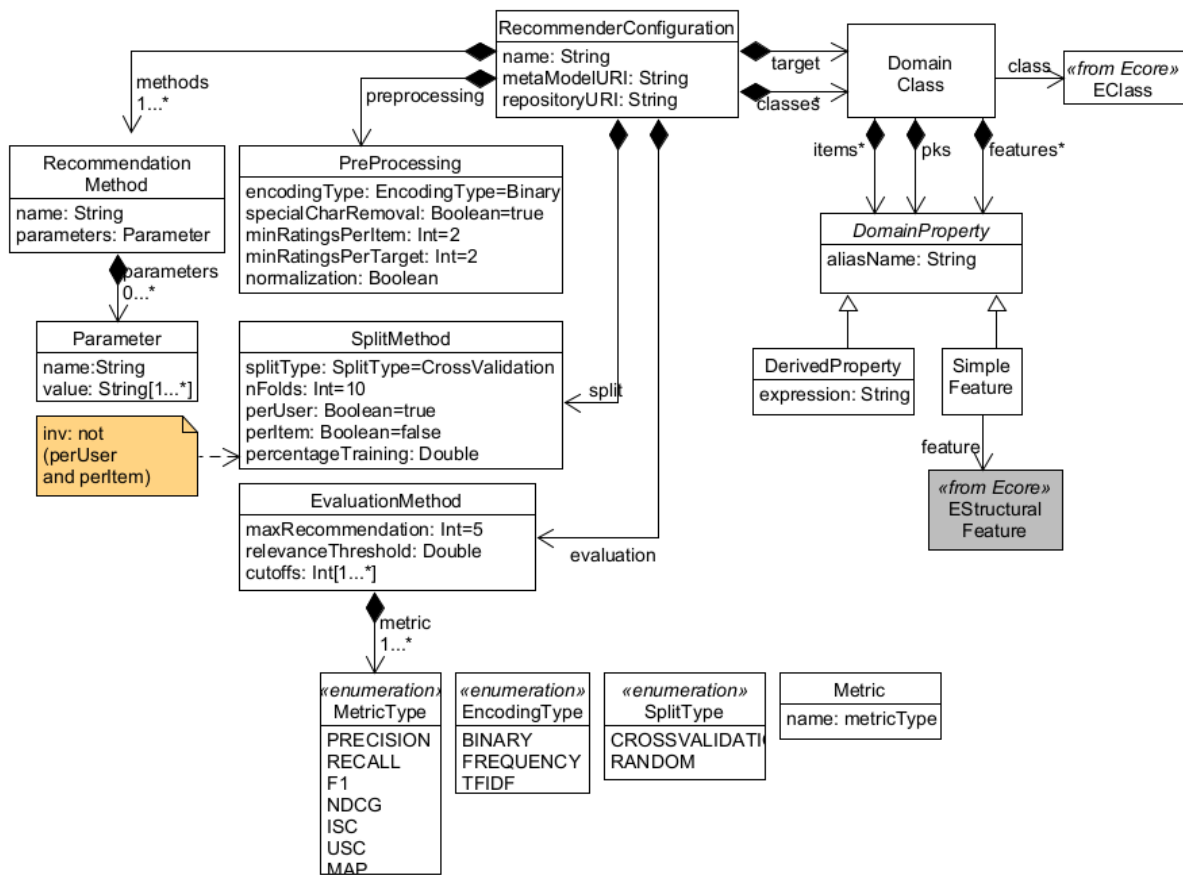 RecommenderConfiguration
name: String
metaModelURI: String
repositoryURI: String
target
classes*
Domain
Class
class
«from Ecore»
EClass
methods
1...*
preprocessing
items*
pks
features*
Recommendation
Method
name: String
parameters: Parameter
PreProcessing
encodingType: EncodingType=Binary
specialCharRemoval: Boolean=true
minRatingsPerItem: Int=2
minRatingsPerTarget: Int=2
normalization: Boolean
DomainProperty
aliasName: String
parameters
0...*
Parameter
name:String
value: String[1...*]
SplitMethod
splitType: SplitType=CrossValidation
nFolds: Int=10
perUser: Boolean=true
perItem: Boolean=false
percentageTraining: Double
split
DerivedProperty
expression: String
Simple
Feature
inv: not
(perUser
and perItem)
feature
«from Ecore»
EStructural
Feature
EvaluationMethod
maxRecommendation: Int=5
relevanceThreshold: Double
cutoffs: Int[1...*]
evaluation
metric
1...*
«enumeration»
MetricType
PRECISION
RECALL
F1
NDCG
ISC
USC
MAP
«enumeration»
EncodingType
BINARY
FREQUENCY
TFIDF
«enumeration»
SplitType
CROSSVALIDATI
RANDOM
Metric
name: metricType